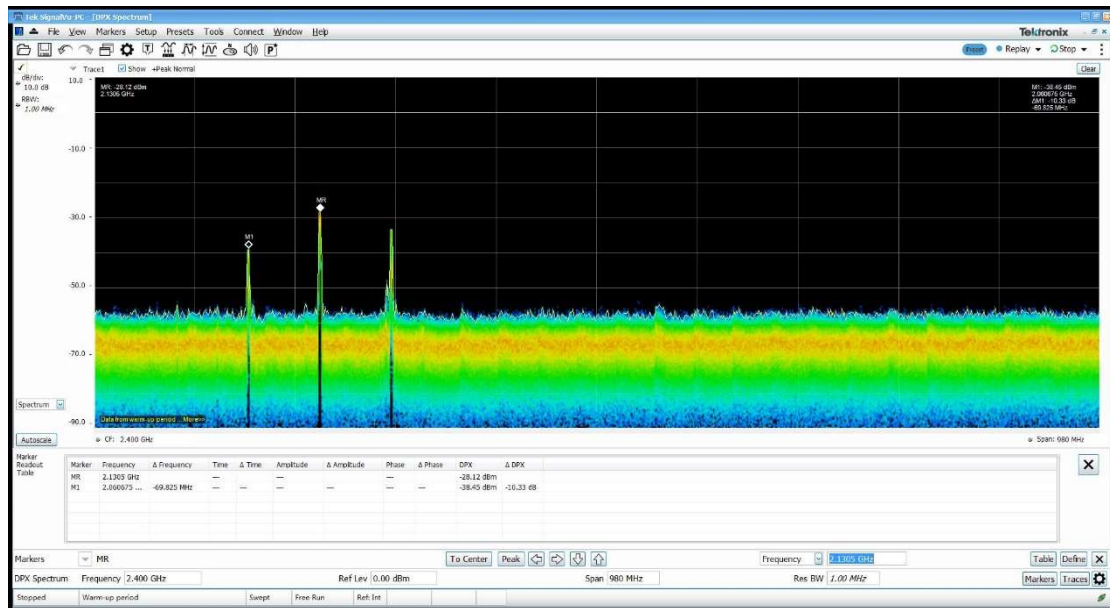 Tek SignalVu-PC [DPX Spectrum]
File View Markers Setup Presets Tools Connect Window Help
Tektronix
Preset Replay Stop
Trace1 Show +Peak Normal Clear
dB/div:
10.0 dB
RBW:
1.00 MHz
10.0
MR: -28.12 dBm
2.1305 GHz
M1: -38.45 dBm
2.060675 GHz
ΔM1: -10.33 dB
-69.825 MHz
-10.0
-30.0
MR
M1
-50.0
-70.0
Spectrum
-90.0
Data from warm-up period ...More>>
Autoscale CF: 2.400 GHz Span: 980 MHz
Marker
Readout
Table
Marker Frequency Δ Frequency Time Δ Time Amplitude Δ Amplitude Phase Δ Phase DPX Δ DPX
MR 2.1305 GHz --- --- --- -28.12 dBm
M1 2.060675 ... -69.825 MHz --- --- --- --- --- --- -38.45 dBm -10.33 dB
Markers MR To Center Peak Frequency 2.1305 GHz Table Define X
DPX Spectrum Frequency 2.400 GHz Ref Lev 0.00 dBm Span 980 MHz Res BW 1.00 MHz Markers Traces
Stopped Warm-up period Swept Free Run Ref: Int